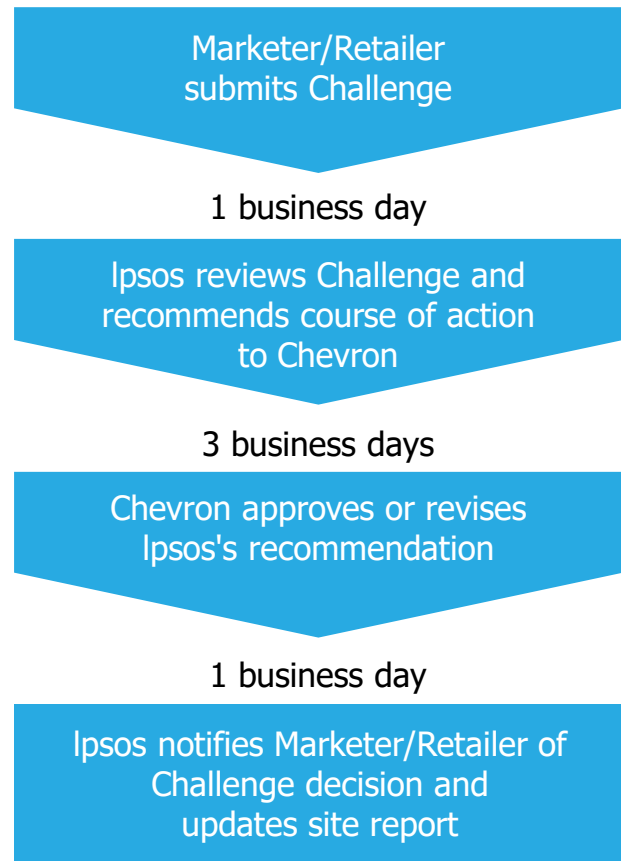 Marketer/Retailer
submits Challenge
1 business day
Ipsos reviews Challenge and
recommends course of action
to Chevron
3 business days
Chevron approves or revises
Ipsos's recommendation
1 business day
Ipsos notifies Marketer/Retailer of
Challenge decision and
updates site report